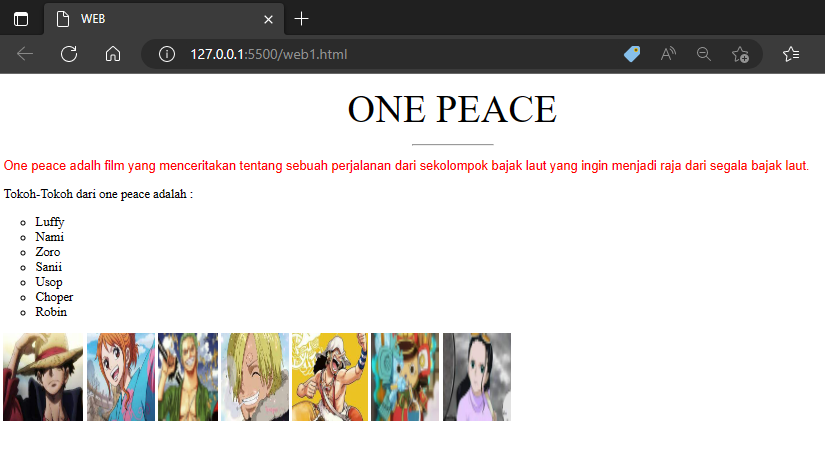 WEB
127.0.0.1:5500/web1.html
ONE PEACE
One peace adalh film yang menceritakan tentang sebuah perjalanan dari sekolompok bajak laut yang ingin menjadi raja dari segala bajak laut.
Tokoh-Tokoh dari one peace adalah :
Luffy
Nami
Zoro
Sanii
Usop
Choper
Robin